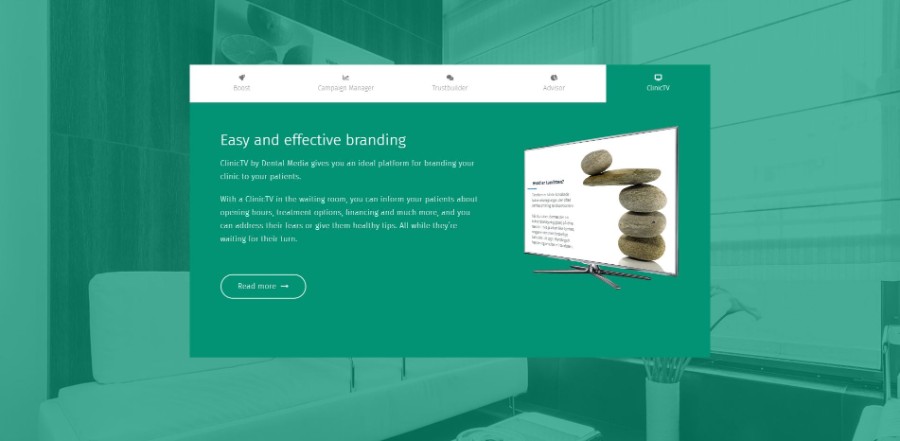 Boost
Campaign Manager
Trustbuilder
Advisor
ClinicTV
Easy and effective branding
ClinicTV by Dental Media gives you an ideal platform for branding your
clinic to your patients.
With a ClinicTV in the waiting room, you can inform your patients about
opening hours, treatment options, financing and much more, and you
can address their fears or give them healthy tips. All while they're
waiting for their turn.
Read more